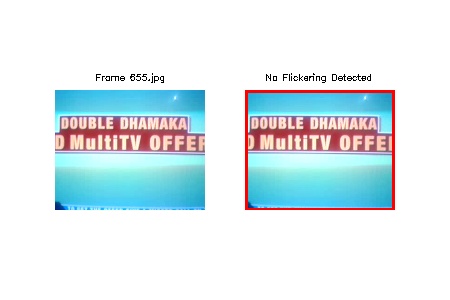 Frame 655.jpg
No Flickering Detected
DOUBLE DHAMAKA
D MultiTV OFFER
DOUBLE DHAMAKA
D MultiTV OFFER